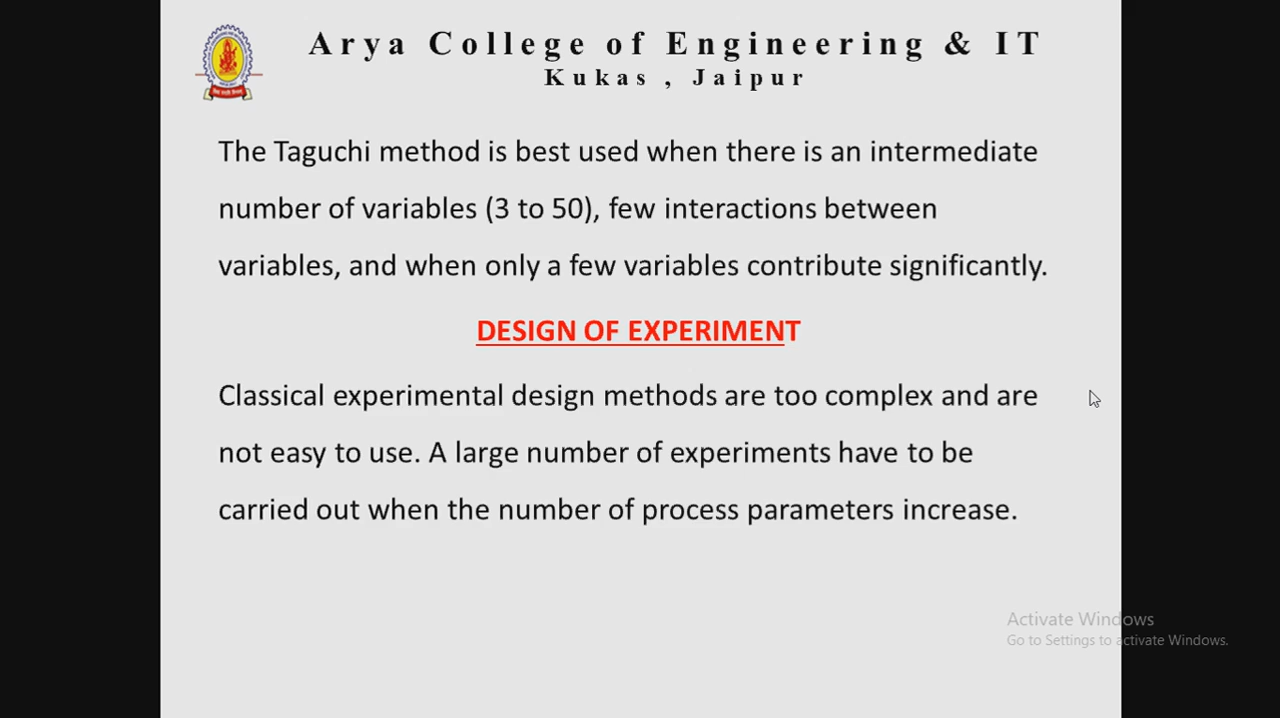 Arya College of Engineering & IT
Kukas , Jaipur
The Taguchi method is best used when there is an intermediate
number of variables (3 to 50), few interactions between
variables, and when only a few variables contribute significantly.
DESIGN OF EXPERIMENT
Classical experimental design methods are too complex and are
not easy to use. A large number of experiments have to be
carried out when the number of process parameters increase.
Activate Windows
Go to Settings to activate Windows.